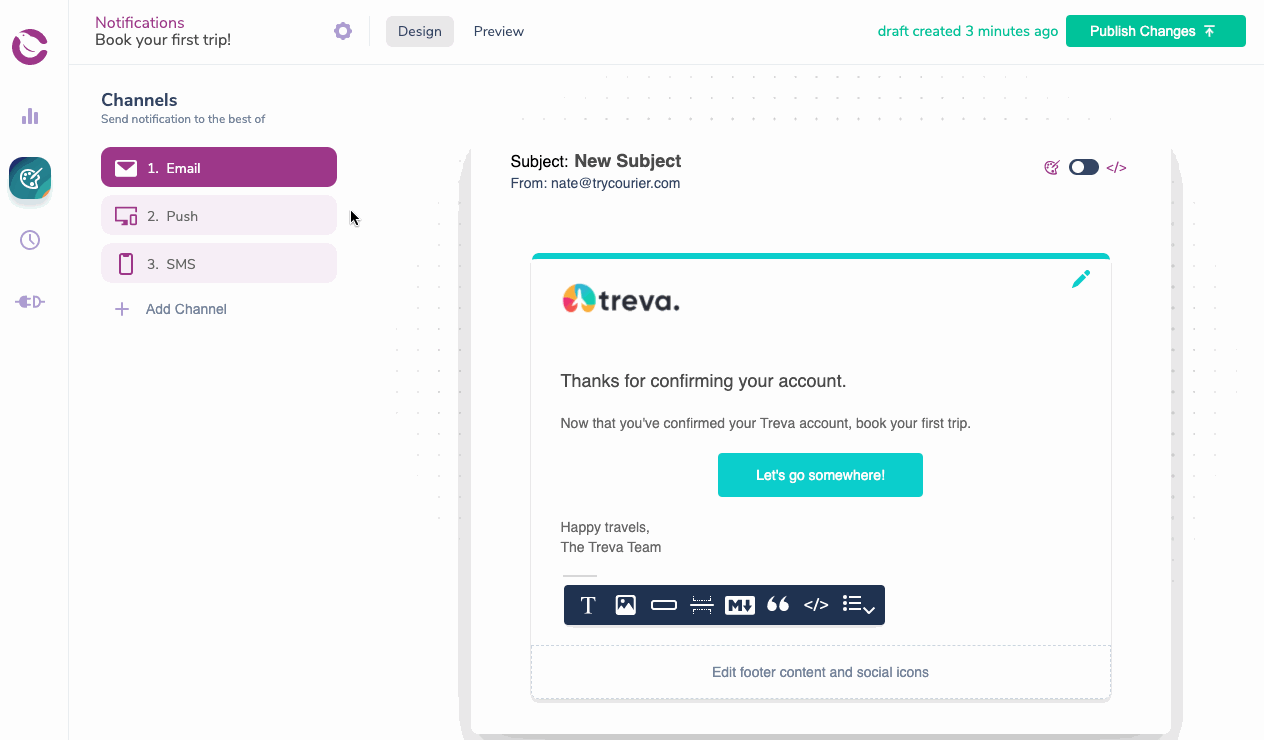 Notifications
Book your first trip!
Design
Preview
draft created 3 minutes ago
Publish Changes
Channels
Send notification to the best of
1. Email
2. Push
3. SMS
Add Channel
Subject: New Subject
From: nate@trycourier.com
</>
treva.
Thanks for confirming your account.
Now that you've confirmed your Treva account, book your first trip.
Let's go somewhere!
Happy travels,
The Treva Team
T
M
</>
Edit footer content and social icons